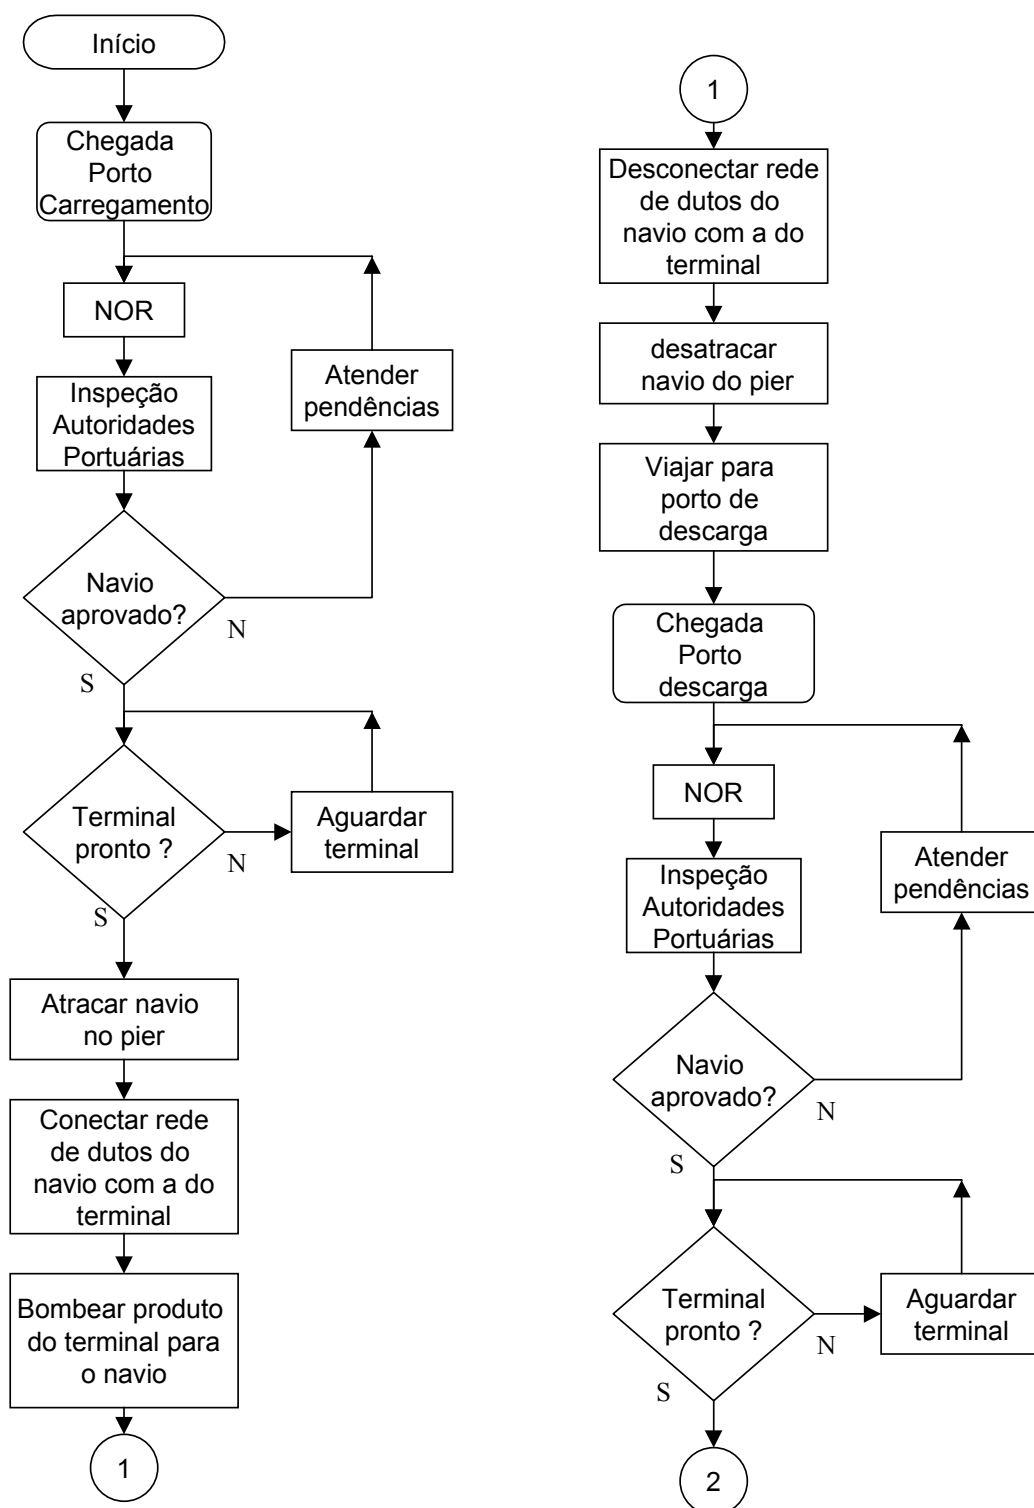 Início
Chegada
Porto
Carregamento
NOR
Atender
pendências
Inspeção
Autoridades
Portuárias
Navio
aprovado?
N
S
Terminal
pronto ?
N
Aguardar
terminal
S
Atracar navio
no pier
Conectar rede
de dutos do
navio com a do
terminal
Bombear produto
do terminal para
o navio
1
1
Desconectar rede
de dutos do
navio com a do
terminal
desatracar
navio do pier
Viajar para
porto de
descarga
Chegada
Porto
descarga
NOR
Atender
pendências
Inspeção
Autoridades
Portuárias
Navio
aprovado?
N
S
Terminal
pronto ?
N
Aguardar
terminal
S
2